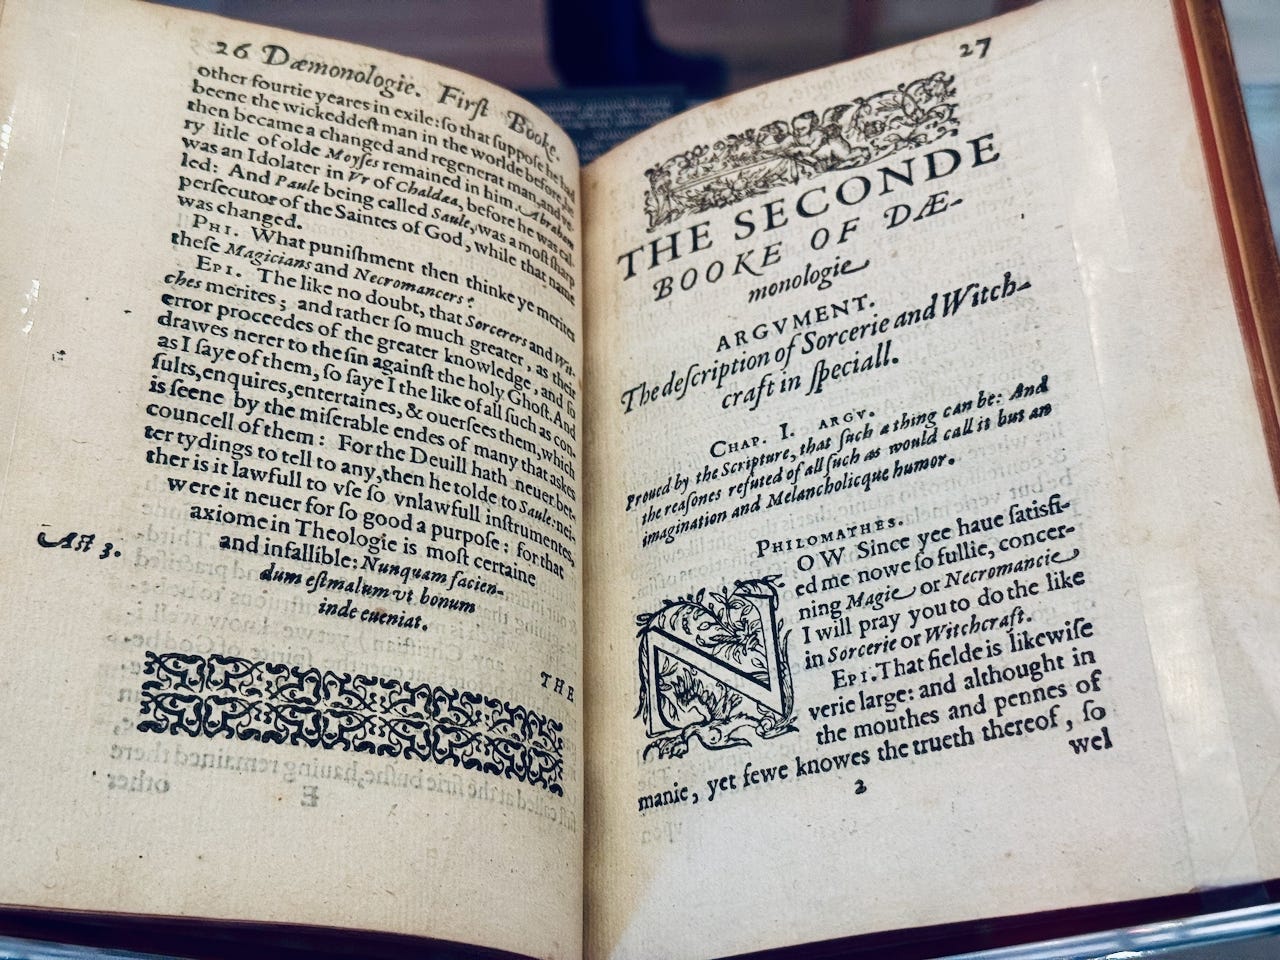 26 Dæmonologie. First Booke.
other fourtie yeares in exile: so that suppose he had
beene the wickeddest man in the worlde before, he
then became a changed and regenerat man, and ve-
ry litle of olde Moyses remained in him. Abraham
was an Idolater in Vr of Chaldæa, before he was cal-
led: And Paule being called Saule, was a most sharp
persecutor of the Saintes of God, while that name
was changed.
PHI. What punishment then thinke ye merites
these Magicians and Necromancers?
EPI. The like no doubt, that Sorcerers and Wit-
ches merites; and rather so much greater, as their
error proceedes of the greater knowledge, and so
drawes nerer to the sin against the holy Ghost. And
as I saye of them, so saye I the like of all such as con-
sults, enquires, entertaines, & ouersees them, which
is seene by the miserable endes of many that askes
councell of them: For the Deuill hath neuer bet-
ter tydings to tell to any, then he tolde to Saule: nei-
ther is it lawfull to vse so vnlawfull instrumentes,
were it neuer for so good a purpose: for that
axiome in Theologie is most certaine
and infallible: Nunquam facien-
Ast 3.
dum est malum vt bonum
inde eueniat.
THE
27
THE SECONDE
BOOKE OF DÆ-
monologie
ARGVMENT.
The description of Sorcerie and Witch-
craft in speciall.
CHAP. I. ARGV.
Proued by the Scripture, that such a thing can be: And
the reasones refuted of all such as would call it but an
imagination and Melancholicque humor.
PHILOMATHES.
NOW Since yee haue satisfi-
ed me nowe so fullie, concer-
ning Magie or Necromancie
I will pray you to do the like
in Sorcerie or Witchcraft.
EPI. That fielde is likewise
verie large: and althought in
the mouthes and pennes of
manie, yet fewe knowes the trueth thereof, so
wel
2